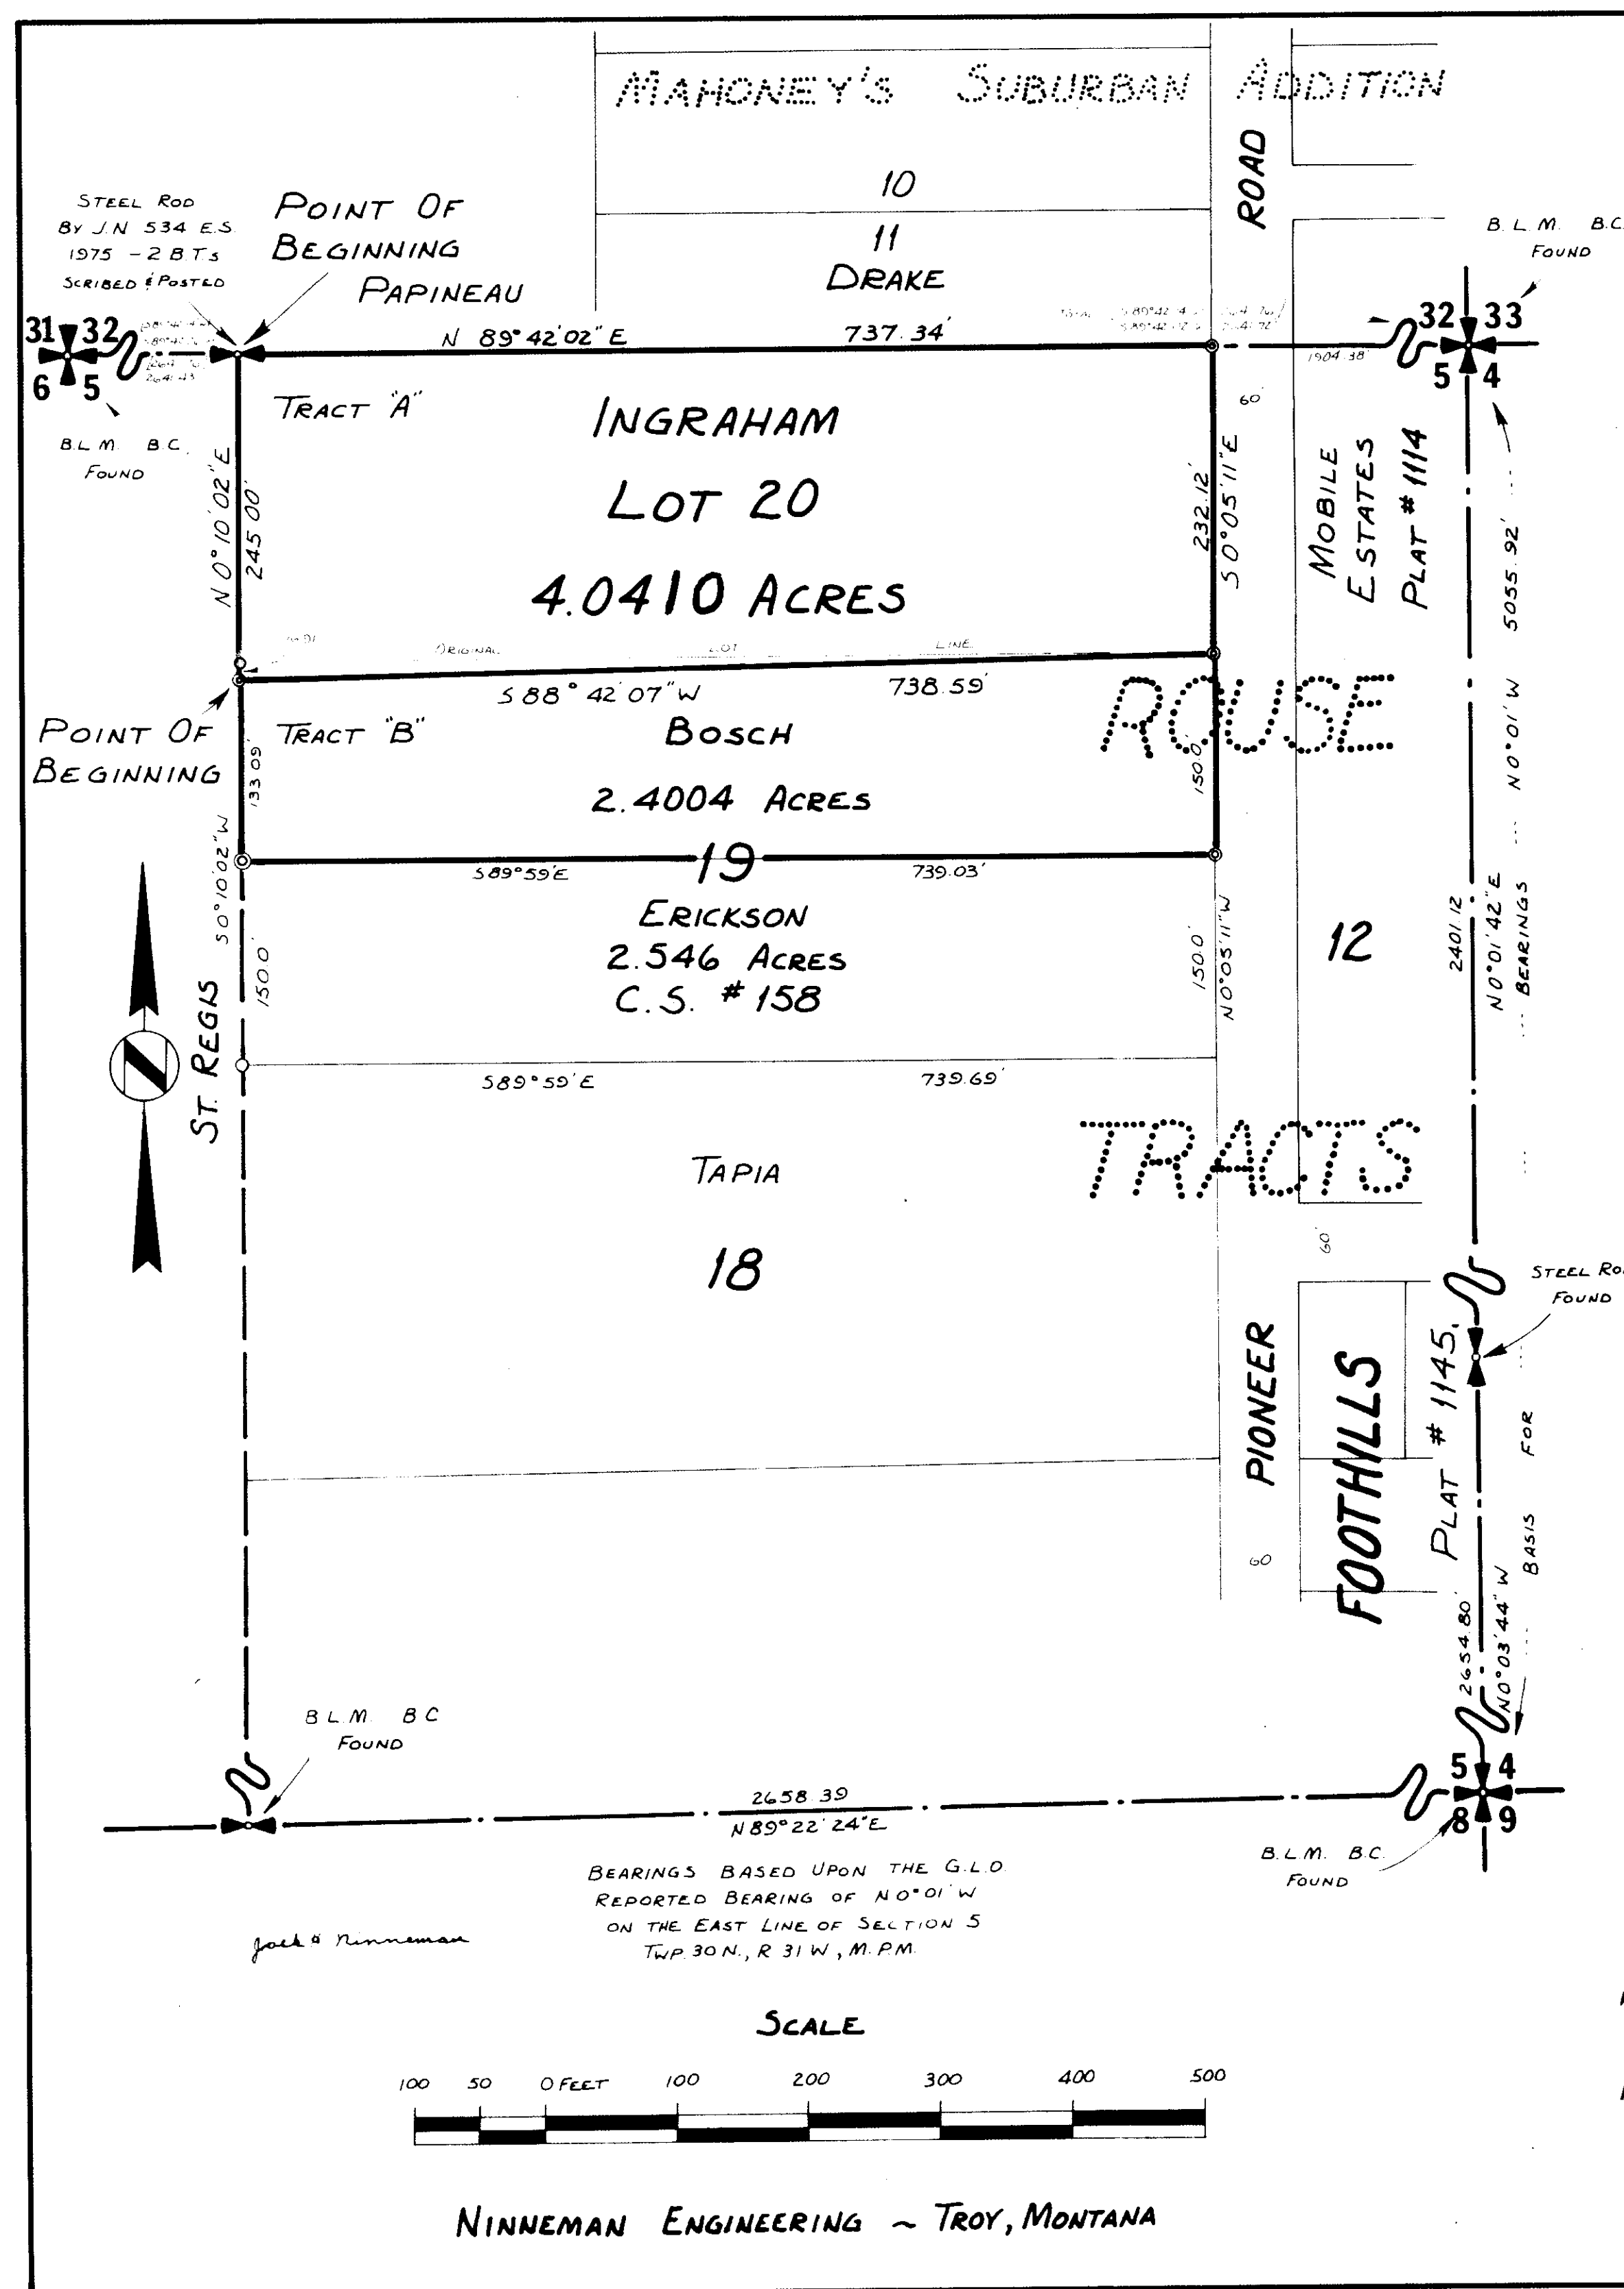 MAHONEY'S SUBURBAN ADDITION
10
11
DRAKE
ROAD
STEEL ROD
BY J.N 534 E.S.
1975 - 2 B.T.s
SCRIBED & POSTED
POINT OF
BEGINNING
PAPINEAU
B.L.M. B.C.
FOUND
31 32
6 5
B.L.M. B.C.
FOUND
N 89°42'02" E 737.34'
1904.38'
32 33
5 4
TRACT "A"
INGRAHAM
LOT 20
4.0410 ACRES
N 0°10'02" E
245.00'
232.12'
S 0°05'11" E
60'
MOBILE
ESTATES
PLAT #1114
5055.92'
N 0°01' W
ORIGINAL LOT LINE
S 88°42'07" W 738.59'
POINT OF
BEGINNING
TRACT "B"
BOSCH
2.4004 ACRES
133.09'
150.0'
ROUSE
19
S 89°59' E 739.03'
ERICKSON
2.546 ACRES
C.S. #158
S 0°10'02" W
150.0'
150.0'
N 0°05'11" W
12
2401.12
N 0°01'42" E
BEARINGS
ST. REGIS
S 89°59' E 739.69'
TRACTS
TAPIA
18
60'
STEEL RO
FOUND
PIONEER
60
FOOTHILLS
PLAT #1145
BASIS FOR
2654.80'
N 0°03'44" W
B.L.M. B.C
FOUND
2658.39
N 89°22'24" E
5 4
8 9
B.L.M. B.C.
FOUND
BEARINGS BASED UPON THE G.L.O.
REPORTED BEARING OF N 0°01' W
ON THE EAST LINE OF SECTION 5
TWP. 30 N., R 31 W., M.P.M.
Jack Ninneman
SCALE
100 50 0 FEET 100 200 300 400 500
NINNEMAN ENGINEERING ~ TROY, MONTANA